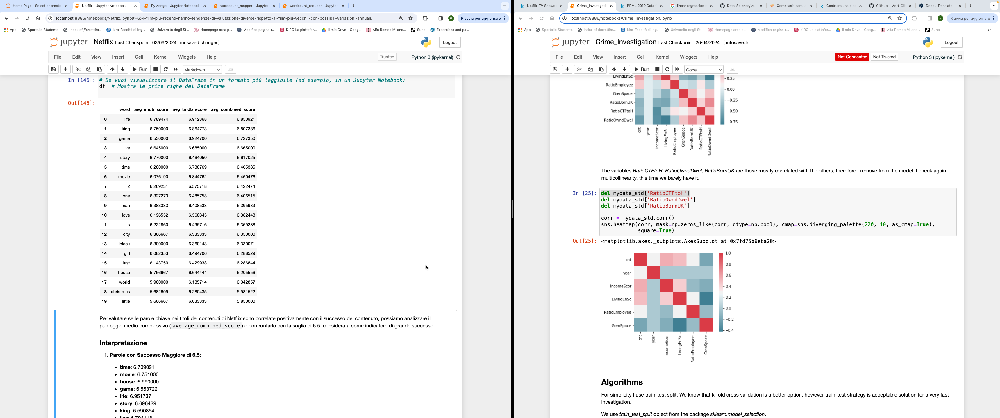 Home Page - Select or create
Netflix - Jupyter Notebook
PyMongo - Jupyter Notebook
wordcount_mapper - Jupyter
wordcount_reducer - Jupyter
localhost:8886/notebooks/Netflix.ipynb#H6:-I-film-più-recenti-hanno-tendenze-di-valutazione-diverse-rispetto-ai-film-più-vecchi,-con-possibili-variazioni-annuali.
G
Riavvia per aggiornare
App
Sportello Studente
Index of /ferretti/c...
kiro-Facoltà di Ing...
Università degli St...
Homepage area p...
Modifica pagina ‹...
KIRO La piattafor...
Il mio Drive - Goog...
Alfa Romeo Milano...
Suno
Excercises and pa...
jupyter Netflix Last Checkpoint: 03/06/2024 (unsaved changes)
Logout
File Edit View Insert Cell Kernel Widgets Help
Trusted
Python 3 (ipykernel)
Run
Markdown
In [146]: # Se vuoi visualizzare il DataFrame in un formato più leggibile (ad esempio, in un Jupyter Notebook)
df # Mostra le prime righe del DataFrame
Out[146]:
word avg_imdb_score avg_tmdb_score avg_combined_score
0 life 6.789474 6.912368 6.850921
1 king 6.750000 6.864773 6.807386
2 game 6.530000 6.924700 6.727350
3 live 6.645000 6.685000 6.665000
4 story 6.770000 6.464050 6.617025
5 time 6.200000 6.730769 6.465385
6 movie 6.076190 6.844762 6.460476
7 2 6.269231 6.575718 6.422474
8 one 6.327273 6.485758 6.406515
9 man 6.383333 6.408533 6.395933
10 love 6.196552 6.568345 6.382448
11 s 6.222860 6.495716 6.359288
12 city 6.366667 6.333333 6.350000
13 black 6.300000 6.360143 6.330071
14 girl 6.082353 6.494706 6.288529
15 last 6.143750 6.429938 6.286844
16 house 5.766667 6.644444 6.205556
17 world 5.900000 6.185714 6.042857
18 christmas 5.682609 6.280435 5.981522
19 little 5.666667 6.033333 5.850000
Per valutare se le parole chiave nei titoli dei contenuti di Netflix sono correlate positivamente con il successo del contenuto, possiamo analizzare il
punteggio medio complessivo ( average_combined_score ) e confrontarlo con la soglia di 6.5, considerata come indicatore di grande successo.
Interpretazione
1. Parole con Successo Maggiore di 6.5:
• time: 6.709091
• movie: 6.751000
• house: 6.990000
• game: 6.563722
• life: 6.951737
• story: 6.696429
• king: 6.590854
• live: 6.794118
Netflix TV Shows
Crime_Investigati
PRML 2019 Data
linear regression
Data-Science/Mu
Come verificare l
Costruire una pip
GitHub - Mert-Ci
DeepL Translate:
localhost:8886/notebooks/Crime_Investigation.ipynb
G
Riavvia per aggiornare
App
Sportello Studente
Index of /ferretti/c...
kiro-Facoltà di Ing...
Università degli St...
Homepage area p...
Modifica pagina ‹...
KIRO La piattafor...
Il mio Drive - Goog...
Alfa Romeo Milano...
Suno
jupyter Crime_Investigation Last Checkpoint: 26/04/2024 (autosaved)
Logout
File Edit View Insert Cell Kernel Widgets Help
Not Connected
Not Trusted
Python 3 (ipykernel)
Run
Code
LivingEnSc
RatioEmployee
GrenSpace
RatioBornUK
RatioCTFtoH
RatioOwndDwel
0.25
0.00
−0.25
−0.50
−0.75
cnt
year
IncomeScor
LivingEnSc
RatioEmployee
GrenSpace
RatioBornUK
RatioCTFtoH
RatioOwndDwel
The variables RatioCTFtoH, RatioOwndDwel, RatioBornUK are those mostly correlated with the others, therefore I remove from the model. I check again
multicollinearity, this time we barely have it.
In [25]: del mydata_std['RatioCTFtoH']
del mydata_std['RatioOwndDwel']
del mydata_std['RatioBornUK']
corr = mydata_std.corr()
sns.heatmap(corr, mask=np.zeros_like(corr, dtype=np.bool), cmap=sns.diverging_palette(220, 10, as_cmap=True),
square=True)
Out[25]: <matplotlib.axes._subplots.AxesSubplot at 0x7fd75b6eba20>
cnt
year
IncomeScor
LivingEnSc
RatioEmployee
GrenSpace
1.0
0.8
0.6
0.4
0.2
0.0
−0.2
−0.4
cnt
year
IncomeScor
LivingEnSc
RatioEmployee
GrenSpace
Algorithms
For simplicity I use train-test split. We know that k-fold cross validation is a better option, however train-test strategy is acceptable solution for a very fast
investigation.
We use train_test_split object from the package sklearn.model_selection.